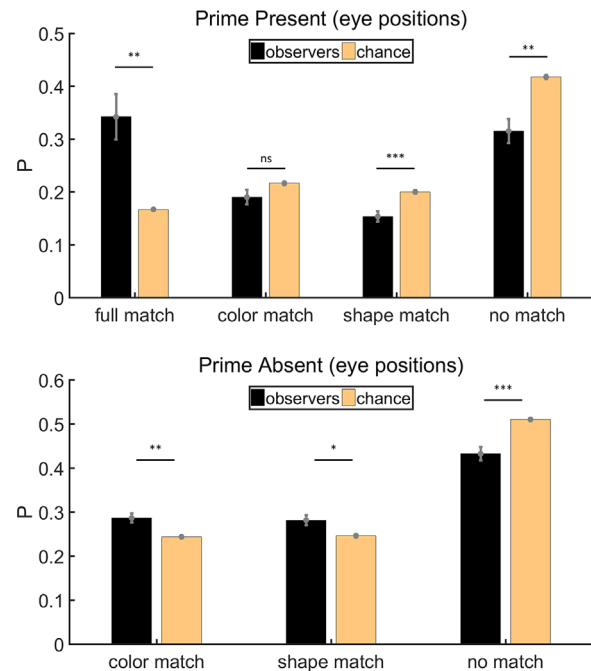 Prime Present (eye positions)
observers chance
0.5
0.4
0.3
0.2
0.1
0
P
**
ns
***
**
full match color match shape match no match
Prime Absent (eye positions)
observers chance
0.6
0.5
0.4
0.3
0.2
0.1
0
P
**
*
***
color match shape match no match